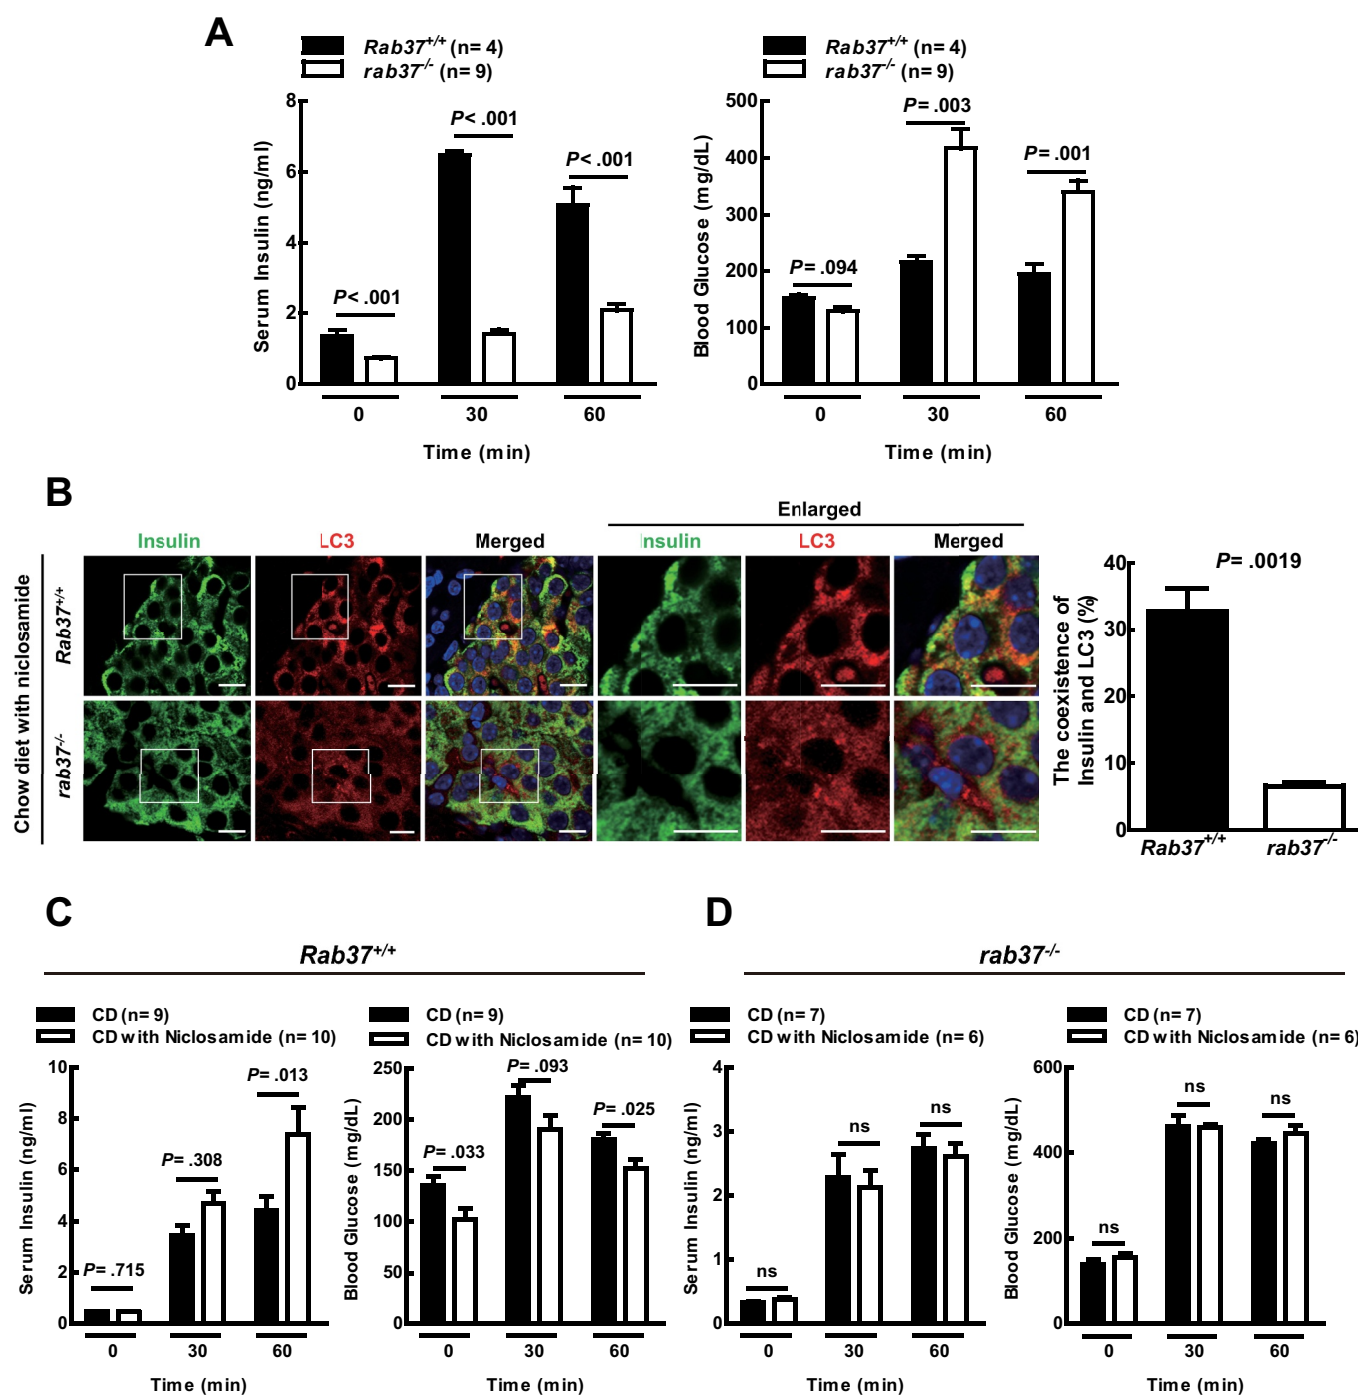 A
Rab37+/+ (n= 4)
rab37-/- (n= 9)
Serum Insulin (ng/ml)
8
6
4
2
0
P< .001
P< .001
P< .001
0
30
60
Time (min)
Rab37+/+ (n= 4)
rab37-/- (n= 9)
Blood Glucose (mg/dL)
500
400
300
200
100
0
P= .094
P= .003
P= .001
0
30
60
Time (min)
B
Enlarged
Insulin
LC3
Merged
Insulin
LC3
Merged
Chow diet with niclosamide
Rab37+/+
rab37-/-
The coexistence of
Insulin and LC3 (%)
40
30
20
10
0
P= .0019
Rab37+/+
rab37-/-
C
Rab37+/+
CD (n= 9)
CD with Niclosamide (n= 10)
Serum Insulin (ng/ml)
10
8
6
4
2
0
P= .715
P= .308
P= .013
0
30
60
Time (min)
CD (n= 9)
CD with Niclosamide (n= 10)
Blood Glucose (mg/dL)
250
200
150
100
50
0
P= .033
P= .093
P= .025
0
30
60
Time (min)
D
rab37-/-
CD (n= 7)
CD with Niclosamide (n= 6)
Serum Insulin (ng/ml)
4
3
2
1
0
ns
ns
ns
0
30
60
Time (min)
CD (n= 7)
CD with Niclosamide (n= 6)
Blood Glucose (mg/dL)
600
400
200
0
ns
ns
ns
0
30
60
Time (min)